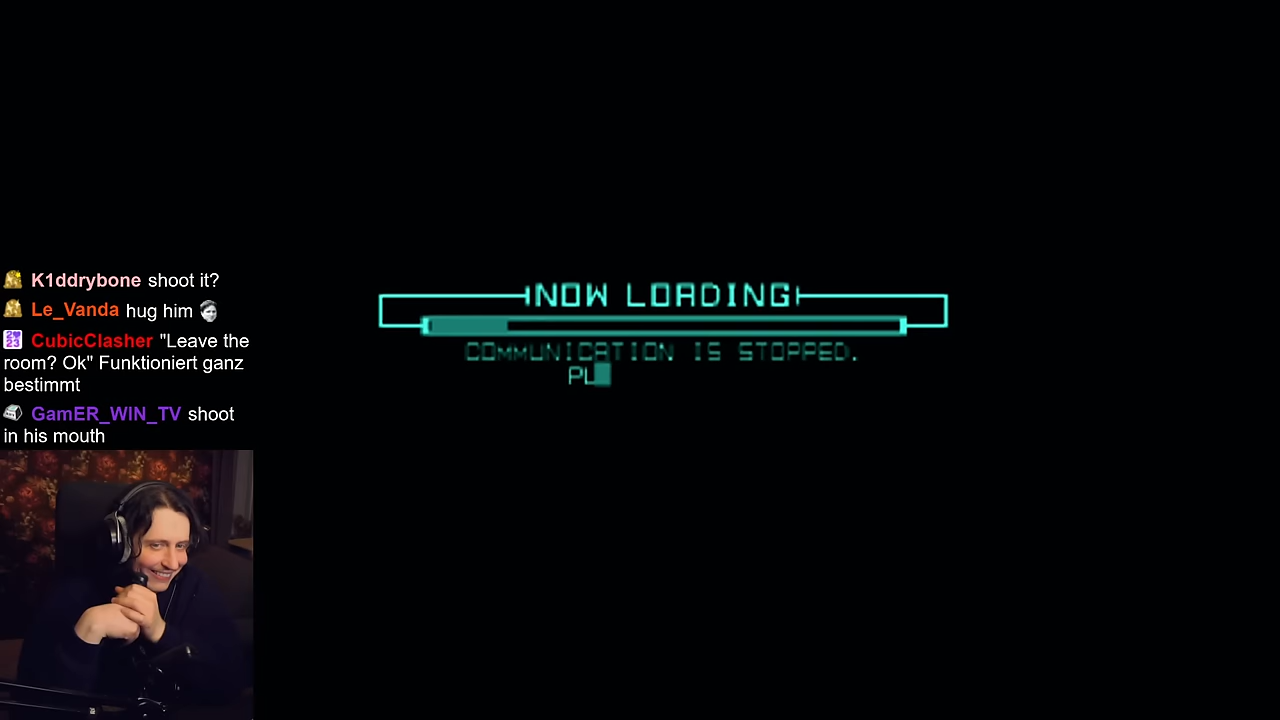 K1ddrybone shoot it?
Le_Vanda hug him
CubicClasher "Leave the
room? Ok" Funktioniert ganz
bestimmt
GamER_WIN_TV shoot
in his mouth
NOW LOADING
COMMUNICATION IS STOPPED.
PL